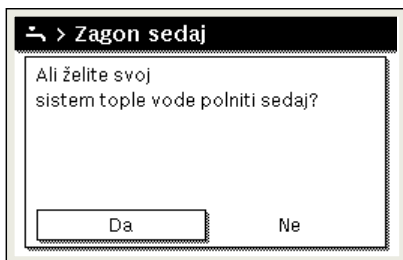 > Zagon sedaj
Ali želite svoj
sistem tople vode polniti sedaj?
Da
Ne